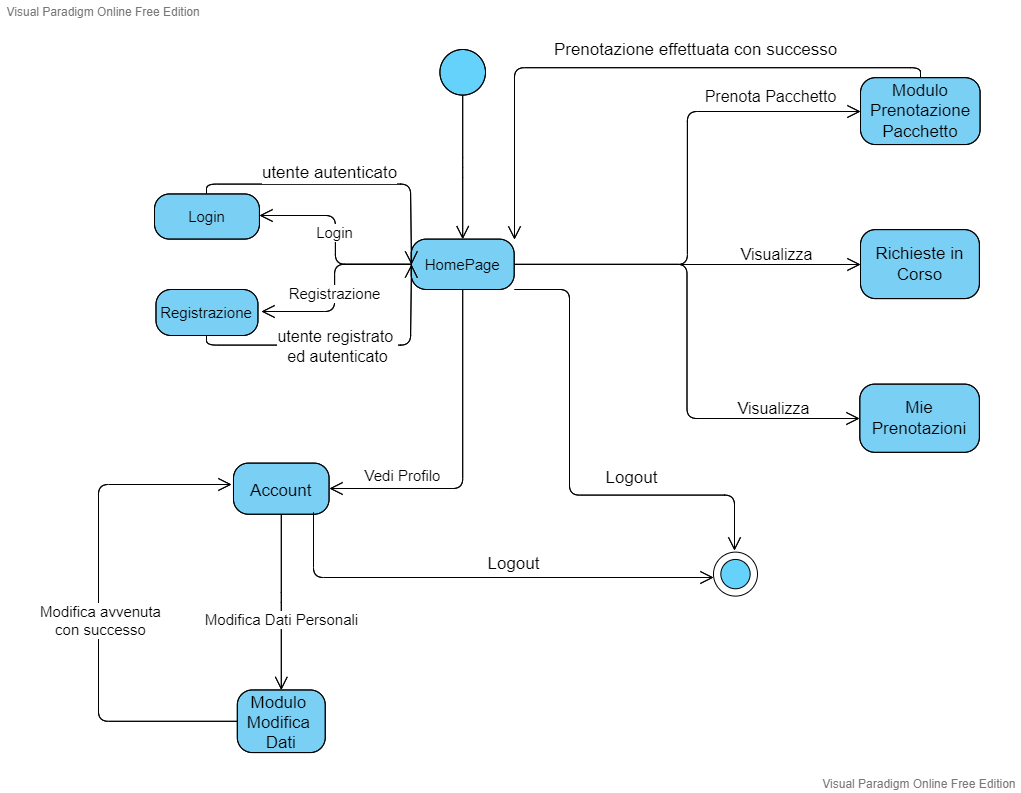 Visual Paradigm Online Free Edition
Prenotazione effettuata con successo
Modulo
Prenotazione
Pacchetto
Prenota Pacchetto
utente autenticato
Login
Login
HomePage
Visualizza
Richieste in
Corso
Registrazione
Registrazione
utente registrato
ed autenticato
Visualizza
Mie
Prenotazioni
Vedi Profilo
Logout
Account
Logout
Modifica avvenuta
con successo
Modifica Dati Personali
Modulo
Modifica
Dati
Visual Paradigm Online Free Edition